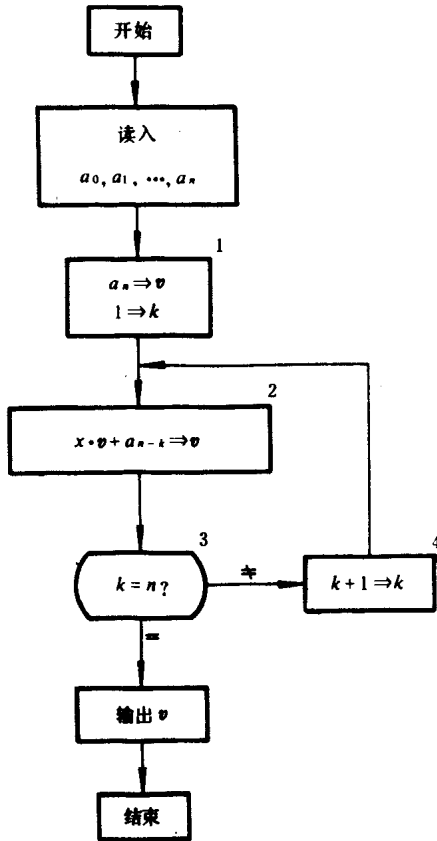 开始
读入
a₀, a₁, ⋯, aₙ
1
aₙ⇒v
1⇒k
2
x·v+aₙ₋ₖ⇒v
3
k=n?
≠
4
k+1⇒k
=
输出 v
结束